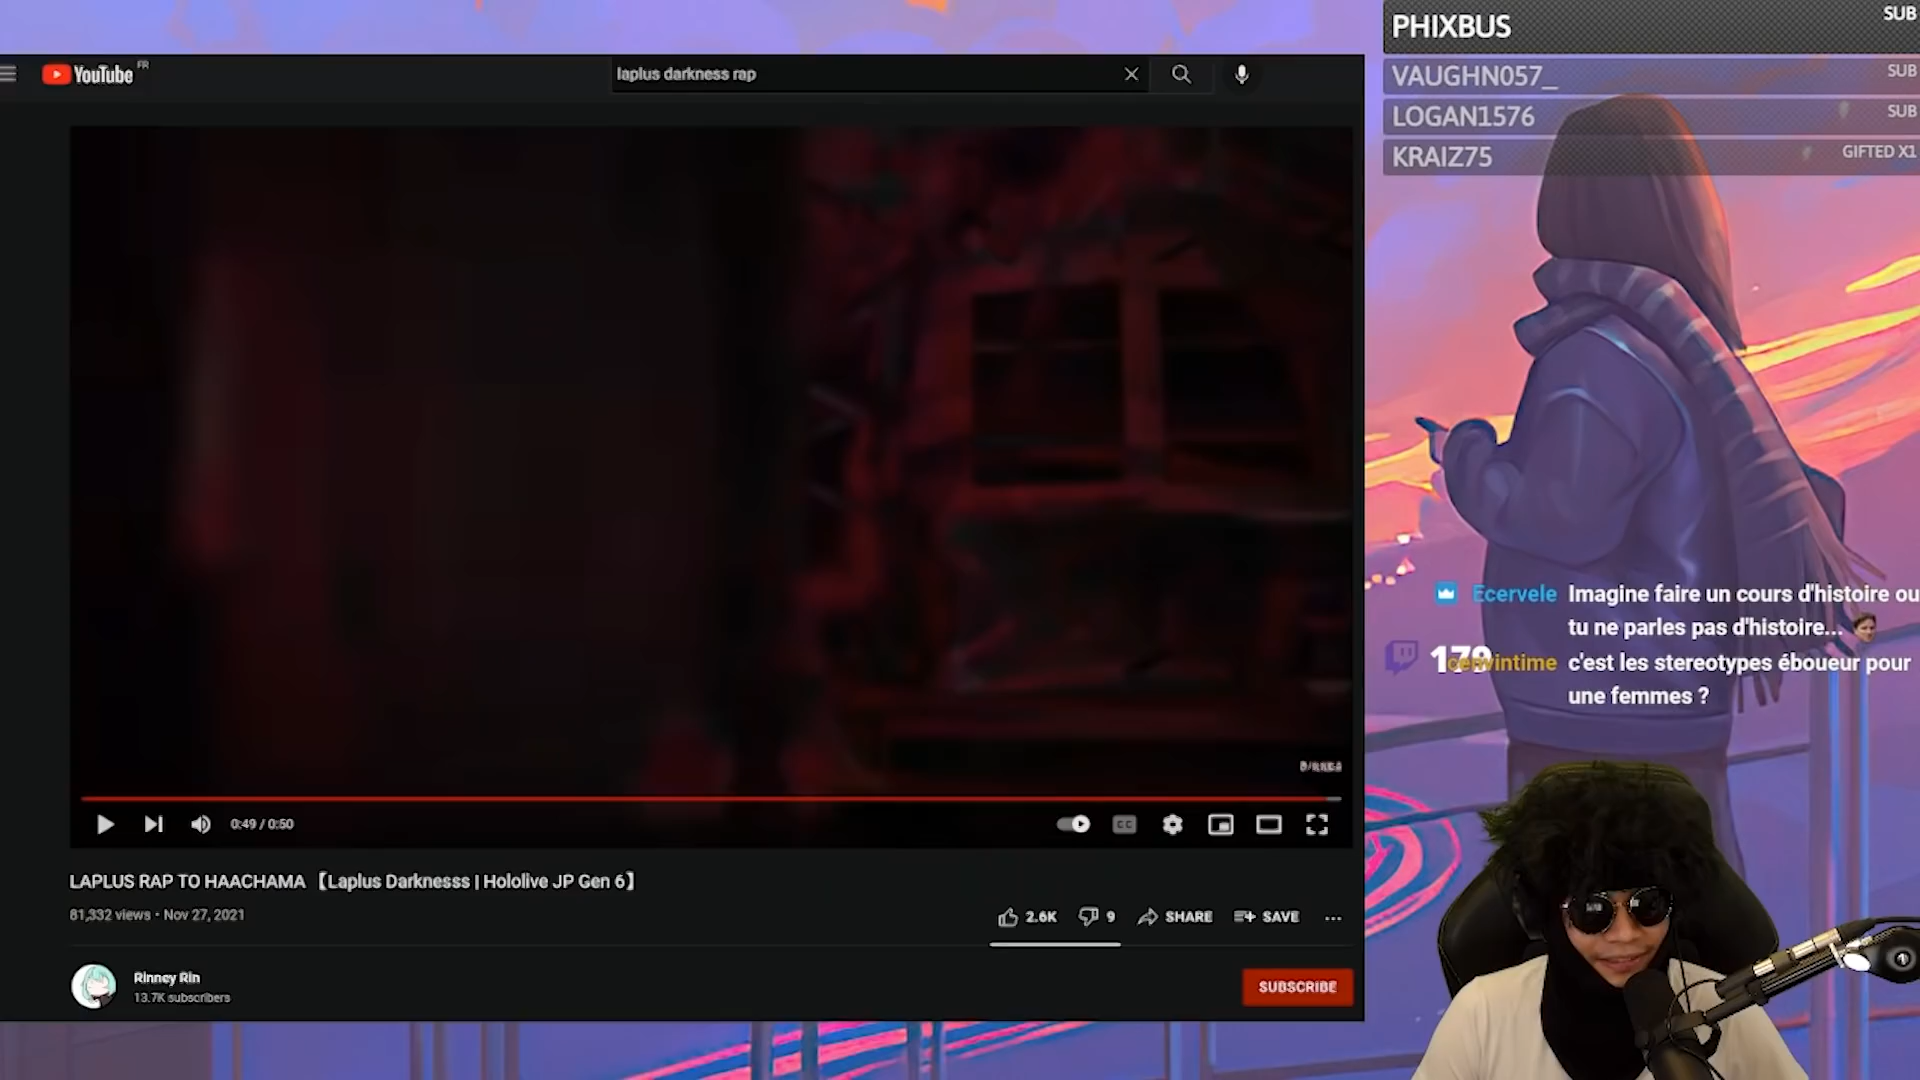 PHIXBUS SUB
VAUGHN057_ SUB
LOGAN1576 SUB
KRAIZ75 GIFTED X1
YouTube FR
laplus darkness rap
Ecervele Imagine faire un cours d'histoire ou
tu ne parles pas d'histoire...
179
cenvintime c'est les stereotypes éboueur pour
une femmes ?
0:49 / 0:50
CC
LAPLUS RAP TO HAACHAMA 【Laplus Darknesss | Hololive JP Gen 6】
81,332 views • Nov 27, 2021
2.6K 9 SHARE SAVE ...
Rinney Rin
13.7K subscribers
SUBSCRIBE